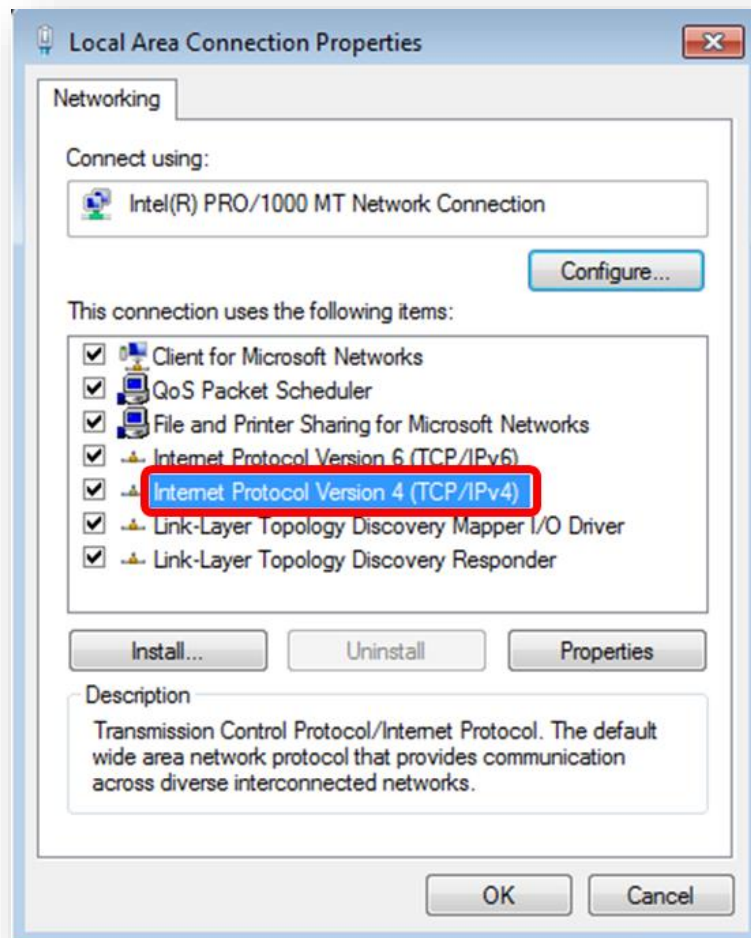 Local Area Connection Properties
Networking
Connect using:
Intel(R) PRO/1000 MT Network Connection
Configure...
This connection uses the following items:
Client for Microsoft Networks
QoS Packet Scheduler
File and Printer Sharing for Microsoft Networks
Internet Protocol Version 6 (TCP/IPv6)
Internet Protocol Version 4 (TCP/IPv4)
Link-Layer Topology Discovery Mapper I/O Driver
Link-Layer Topology Discovery Responder
Install... Uninstall Properties
Description
Transmission Control Protocol/Internet Protocol. The default
wide area network protocol that provides communication
across diverse interconnected networks.
OK Cancel